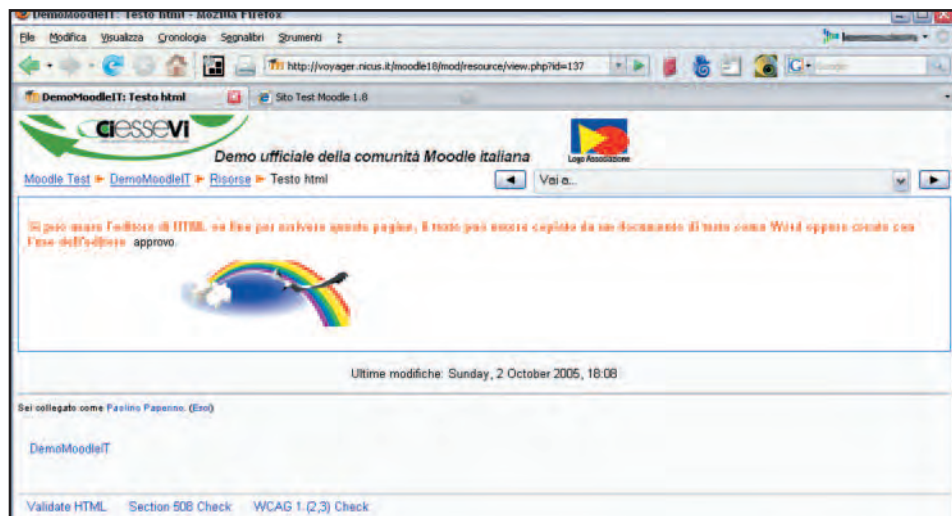 DemoMoodleIT: Testo html - Mozilla Firefox
File Modifica Visualizza Cronologia Segnalibri Strumenti ?
http://voyager.nicus.it/moodle18/mod/resource/view.php?id=137
G
DemoMoodleIT: Testo html Sito Test Moodle 1.8
CIESSEVI
Demo ufficiale della comunità Moodle italiana
Logo Associazione
Moodle Test DemoMoodleIT Risorse Testo html Vai a...
Si può usare l'editore di HTML on line per scrivere queste pagine, il testo può essere copiato da un documento di testo come Word oppure creato con
l'uso dell'editore. approvo.
Ultime modifiche: Sunday, 2 October 2005, 18:08
Sei collegato come Paolino Paperino. (Esci)
DemoMoodleIT
Validate HTML Section 508 Check WCAG 1 (2,3) Check